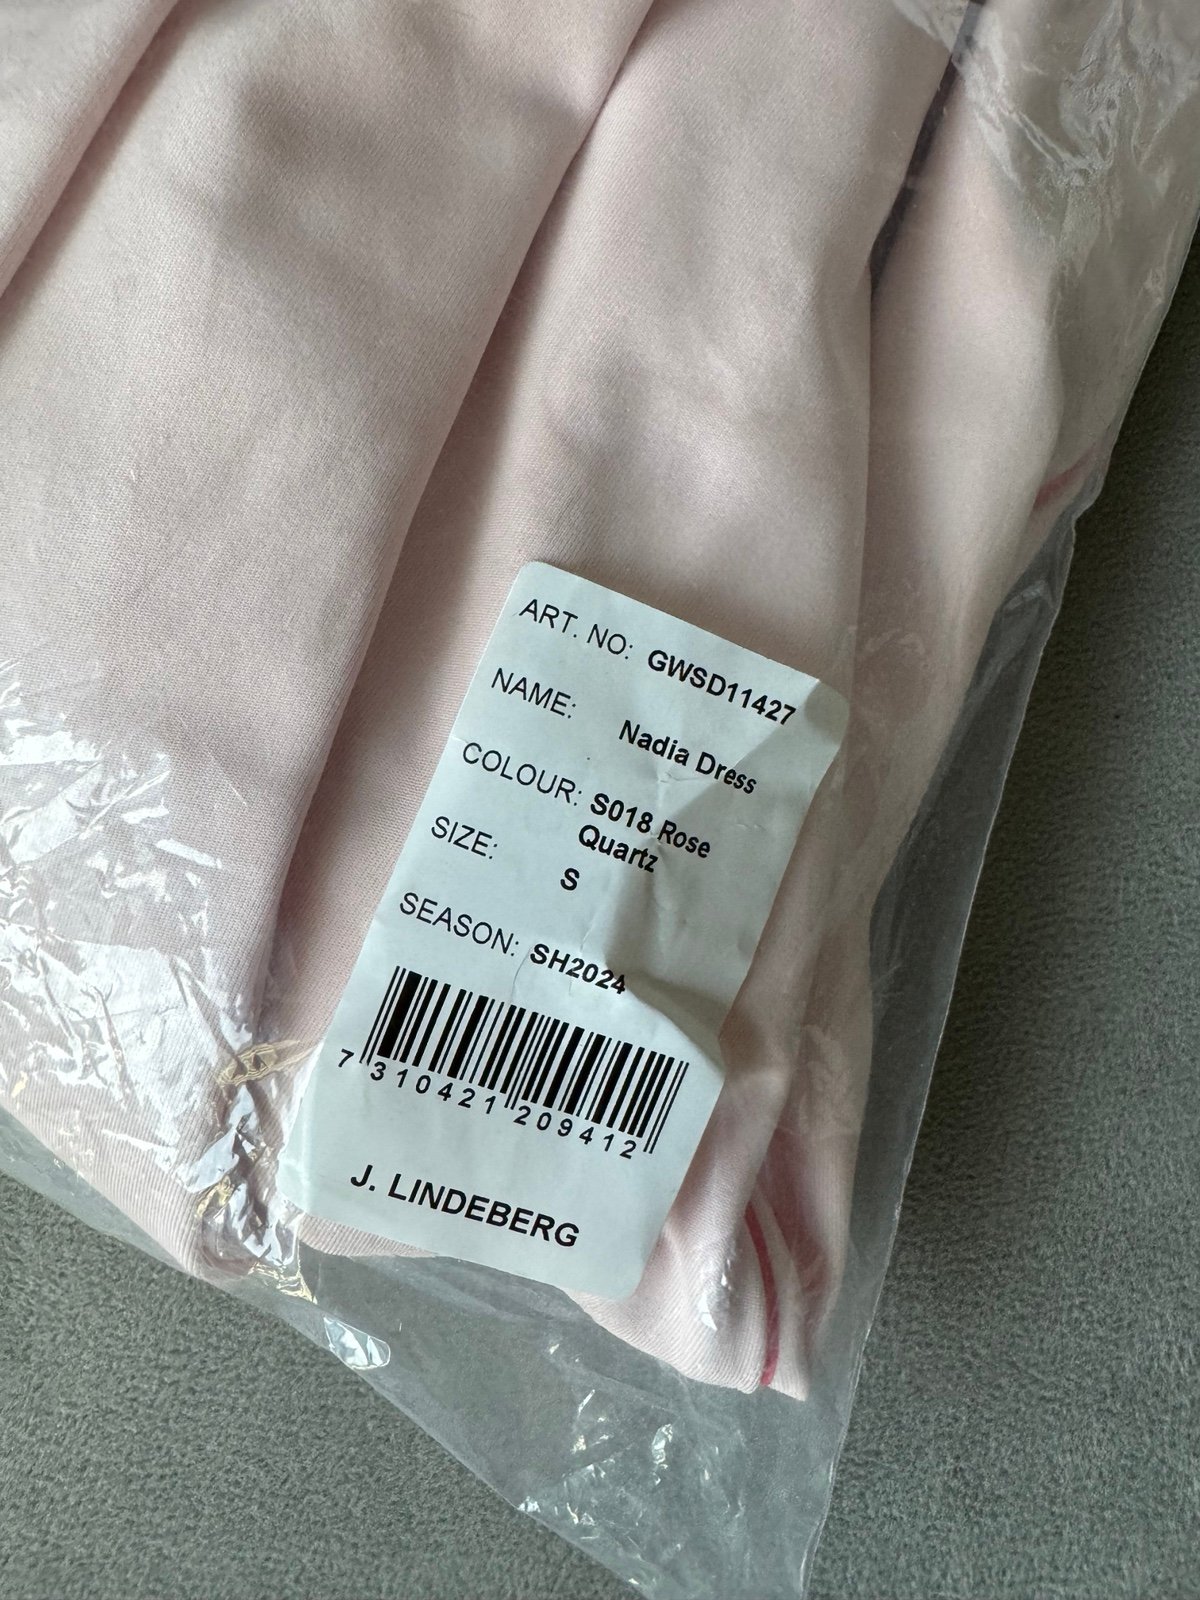 ART. NO: GWSD11427
NAME: Nadia Dress
COLOUR: S018 Rose
Quartz
SIZE: S
SEASON: SH2024
7 310421 209412
J. LINDEBERG